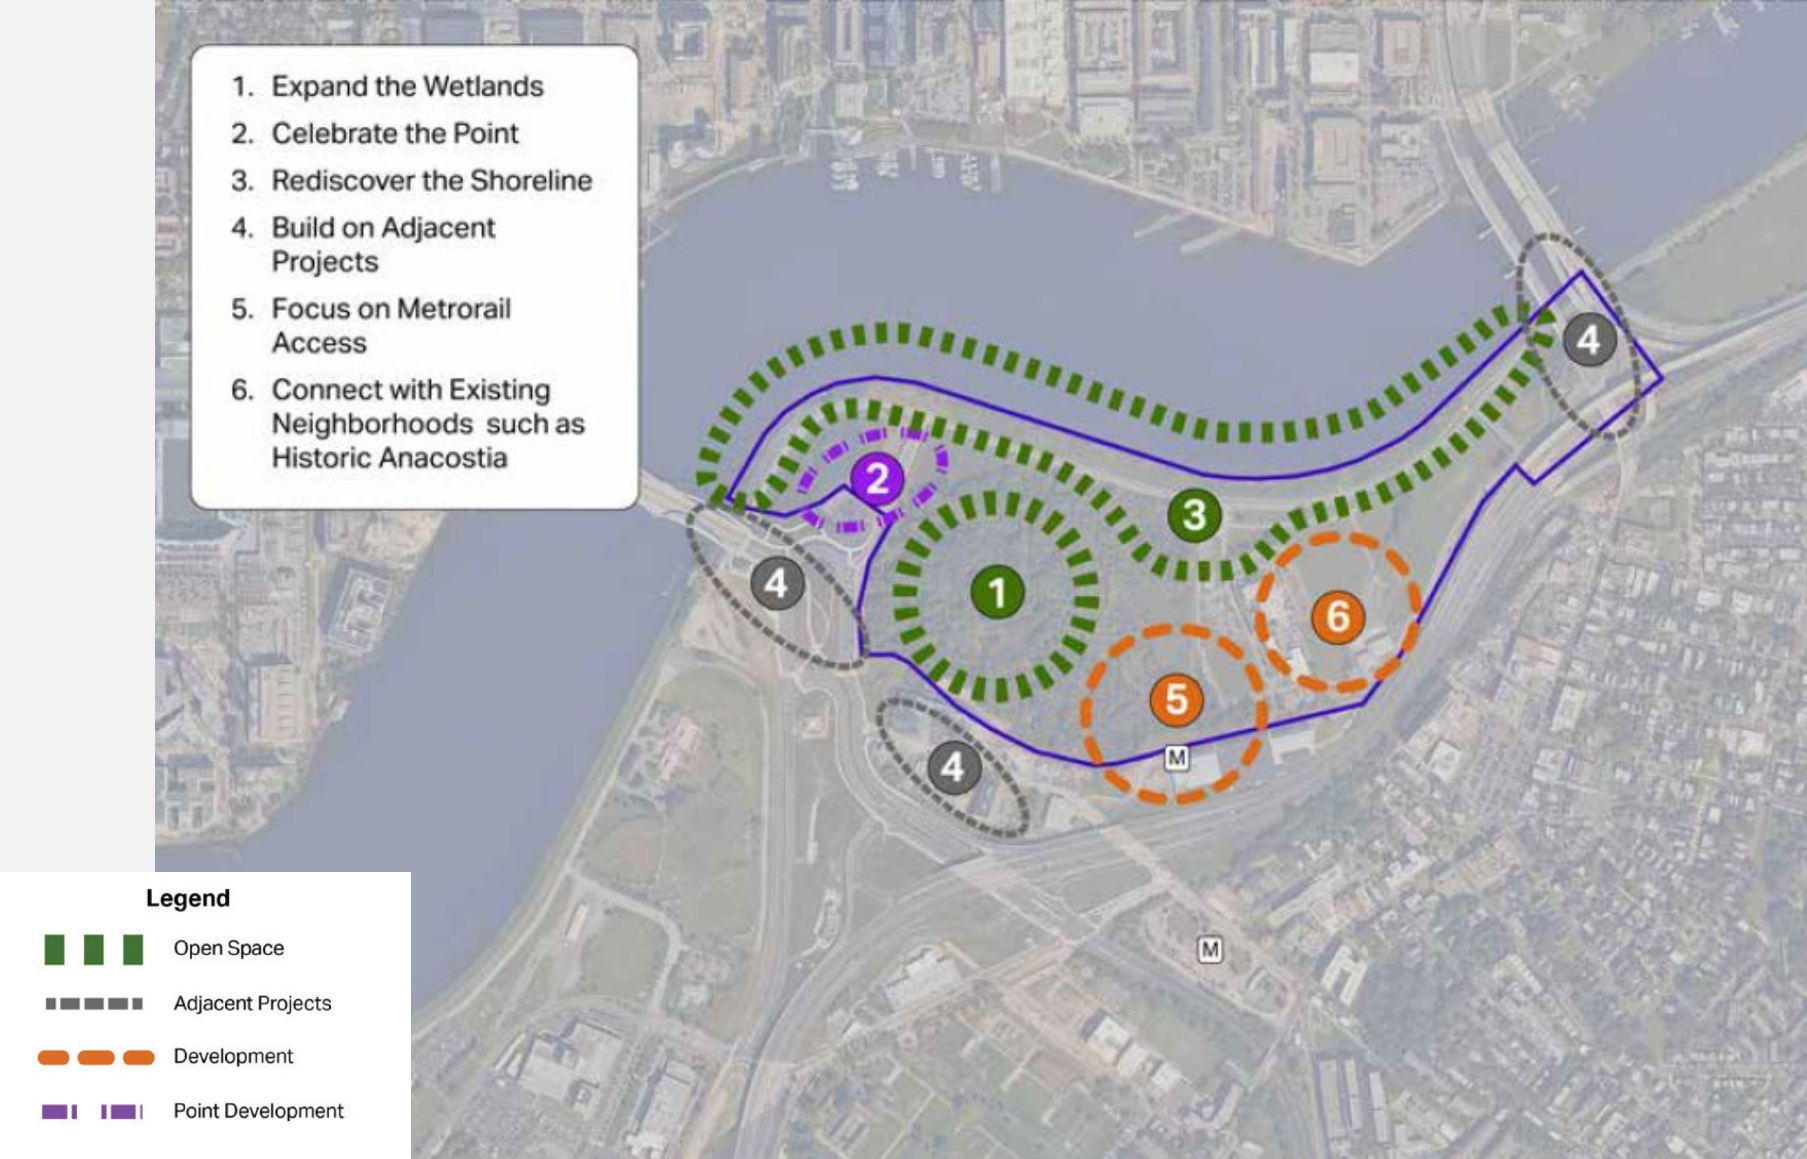 1. Expand the Wetlands
2. Celebrate the Point
3. Rediscover the Shoreline
4. Build on Adjacent
Projects
5. Focus on Metrorail
Access
6. Connect with Existing
Neighborhoods such as
Historic Anacostia
4
2
3
4
1
6
5
M
4
M
Legend
Open Space
Adjacent Projects
Development
Point Development